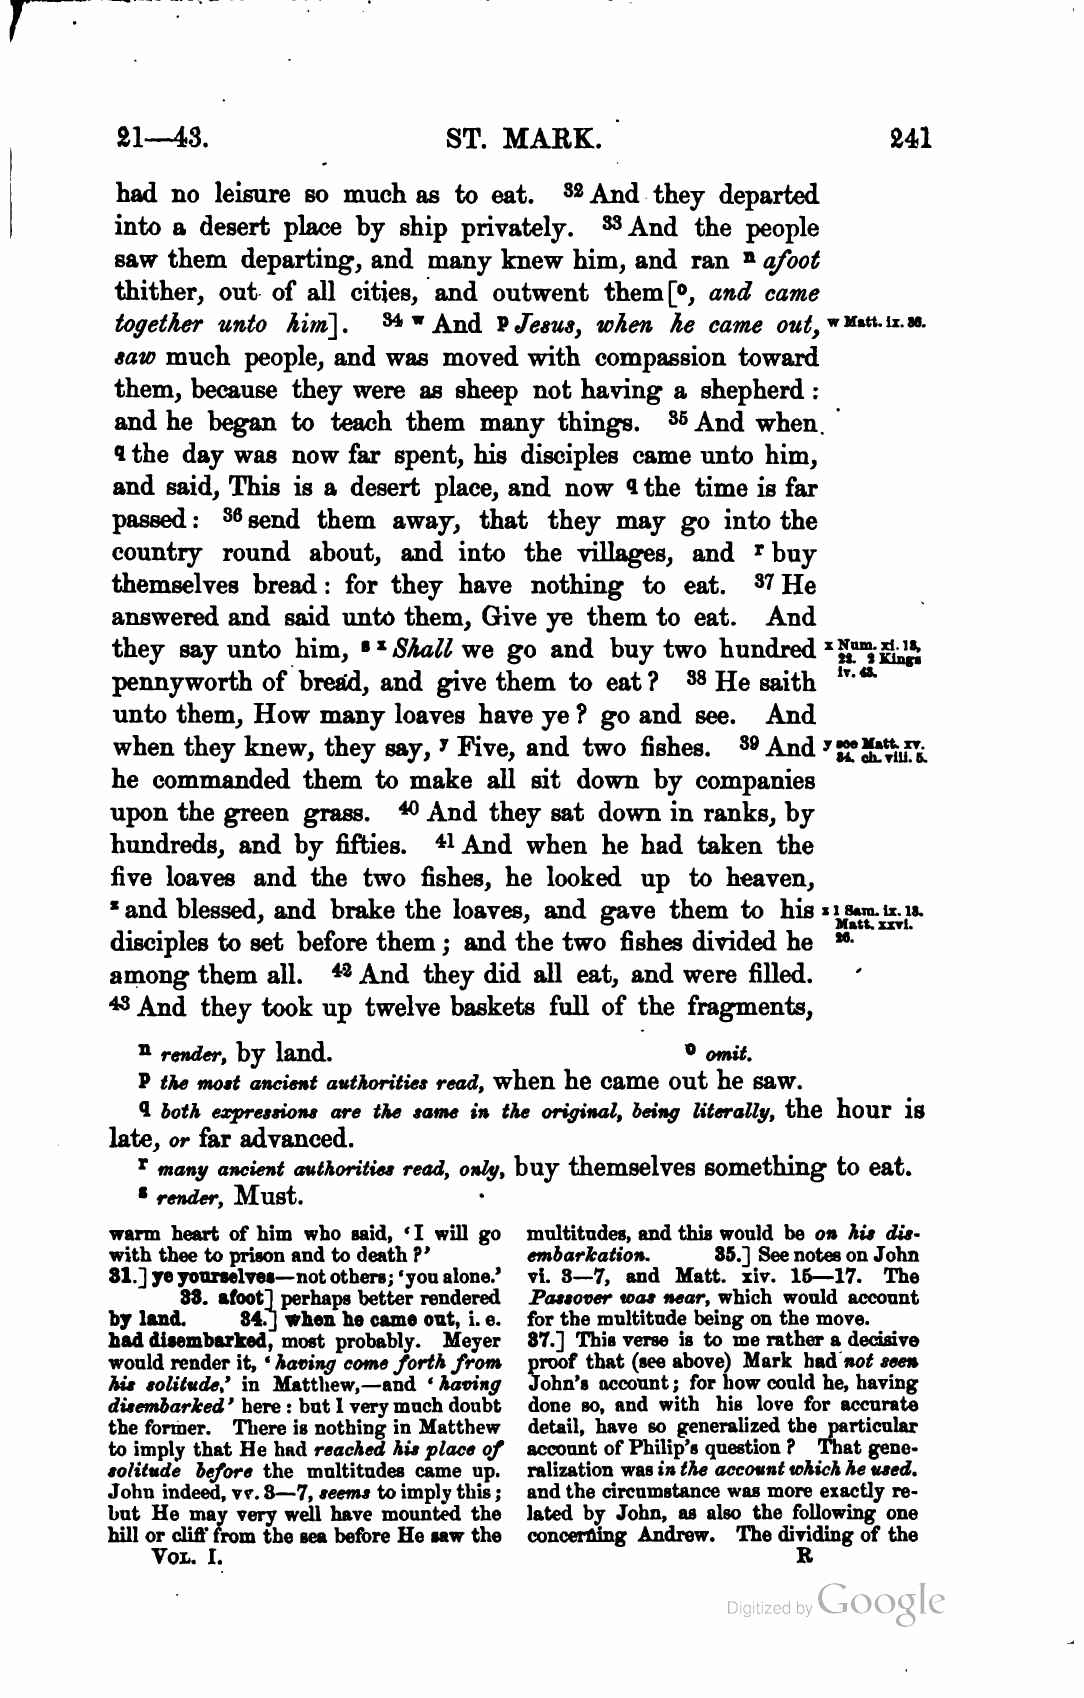 21—43. ST. MARK. 241
had no leisure so much as to eat. 32 And they departed
into a desert place by ship privately. 33 And the people
saw them departing, and many knew him, and ran n afoot
thither, out of all cities, and outwent them[o, and came
together unto him]. 34 w And p Jesus, when he came out, w Matt. ix. 36.
saw much people, and was moved with compassion toward
them, because they were as sheep not having a shepherd :
and he began to teach them many things. 35 And when
q the day was now far spent, his disciples came unto him,
and said, This is a desert place, and now q the time is far
passed : 36 send them away, that they may go into the
country round about, and into the villages, and r buy
themselves bread : for they have nothing to eat. 37 He
answered and said unto them, Give ye them to eat. And
they say unto him, s x Shall we go and buy two hundred x Num. xi. 13,
22. 2 Kings
pennyworth of bread, and give them to eat ? 38 He saith iv. 43.
unto them, How many loaves have ye ? go and see. And
when they knew, they say, y Five, and two fishes. 39 And y see Matt. xv.
34. ch. viii. 5.
he commanded them to make all sit down by companies
upon the green grass. 40 And they sat down in ranks, by
hundreds, and by fifties. 41 And when he had taken the
five loaves and the two fishes, he looked up to heaven,
z and blessed, and brake the loaves, and gave them to his z 1 Sam. ix. 13.
Matt. xxvi.
disciples to set before them ; and the two fishes divided he 26.
among them all. 42 And they did all eat, and were filled.
43 And they took up twelve baskets full of the fragments,
n render, by land. o omit.
p the most ancient authorities read, when he came out he saw.
q both expressions are the same in the original, being literally, the hour is
late, or far advanced.
r many ancient authorities read, only, buy themselves something to eat.
s render, Must.
warm heart of him who said, ‘I will go
with thee to prison and to death ?’
31.] ye yourselves—not others; ‘you alone.’
33. afoot] perhaps better rendered
by land. 34.] when he came out, i. e.
had disembarked, most probably. Meyer
would render it, ‘having come forth from
his solitude,’ in Matthew,—and ‘having
disembarked’ here : but I very much doubt
the former. There is nothing in Matthew
to imply that He had reached his place of
solitude before the multitudes came up.
John indeed, vv. 3—7, seems to imply this ;
but He may very well have mounted the
hill or cliff from the sea before He saw the
VOL. I.
multitudes, and this would be on his dis-
embarkation. 35.] See notes on John
vi. 3—7, and Matt. xiv. 15—17. The
Passover was near, which would account
for the multitude being on the move.
37.] This verse is to me rather a decisive
proof that (see above) Mark had not seen
John's account ; for how could he, having
done so, and with his love for accurate
detail, have so generalized the particular
account of Philip's question ? That gene-
ralization was in the account which he used,
and the circumstance was more exactly re-
lated by John, as also the following one
concerning Andrew. The dividing of the
R
Digitized by Google